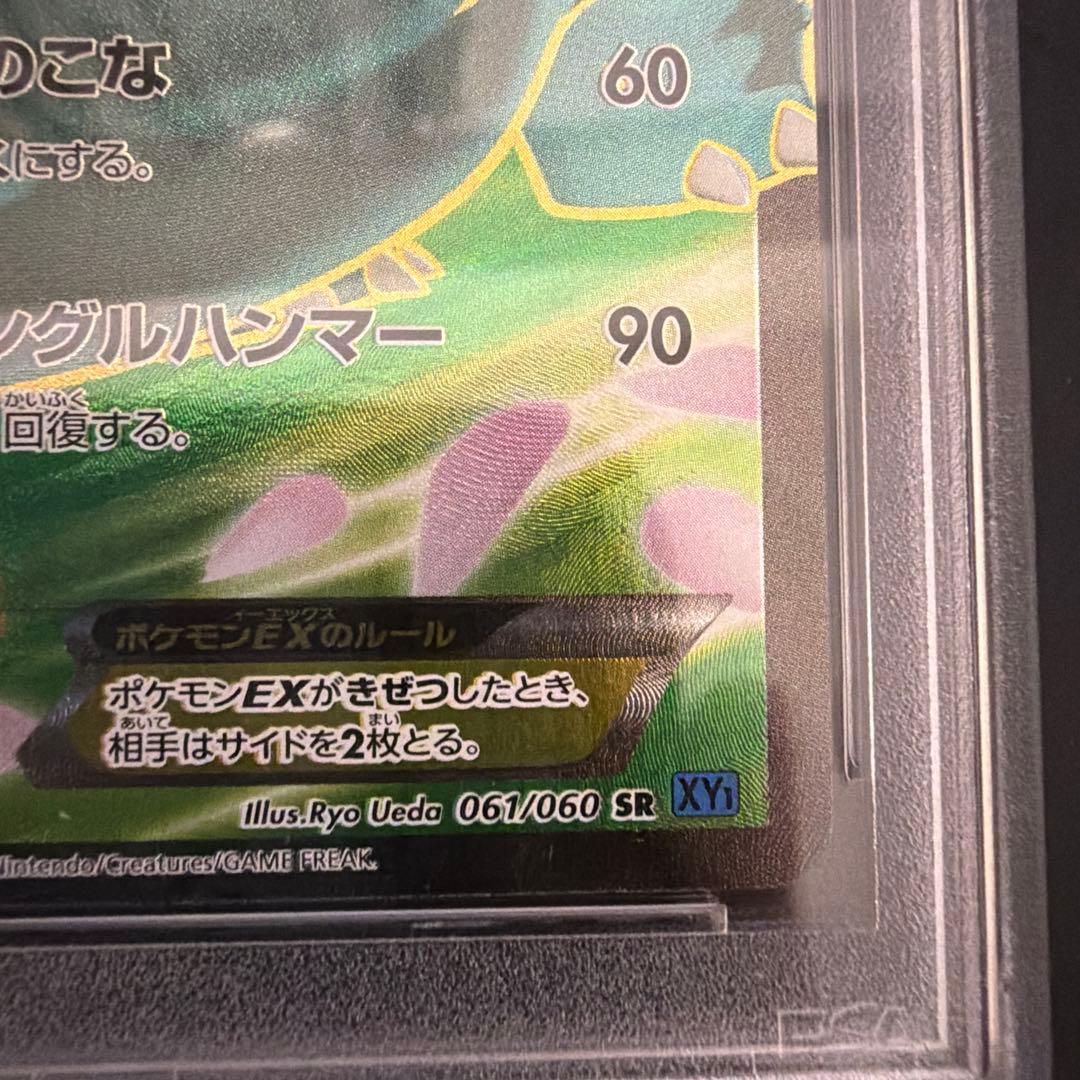 のこな 60
にする。
ングルハンマー 90
かいふく
回復する。
イーエックス
ポケモンEXのルール
ポケモンEXがきぜつしたとき、
あいて まい
相手はサイドを2枚とる。
Illus.Ryo Ueda 061/060 SR XY1
Nintendo/Creatures/GAME FREAK.